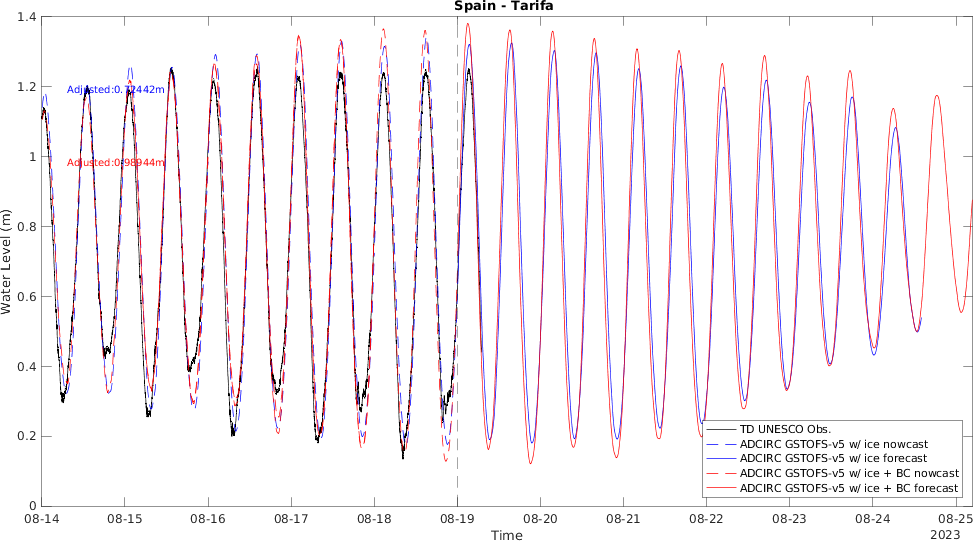 Spain - Tarifa
1.4
1.2
1
0.8
0.6
0.4
0.2
0
Water Level (m)
Adjusted:0.72442m
Adjusted:0.98944m
TD UNESCO Obs.
ADCIRC GSTOFS-v5 w/ ice nowcast
ADCIRC GSTOFS-v5 w/ ice forecast
ADCIRC GSTOFS-v5 w/ ice + BC nowcast
ADCIRC GSTOFS-v5 w/ ice + BC forecast
08-14 08-15 08-16 08-17 08-18 08-19 08-20 08-21 08-22 08-23 08-24 08-25
Time
2023